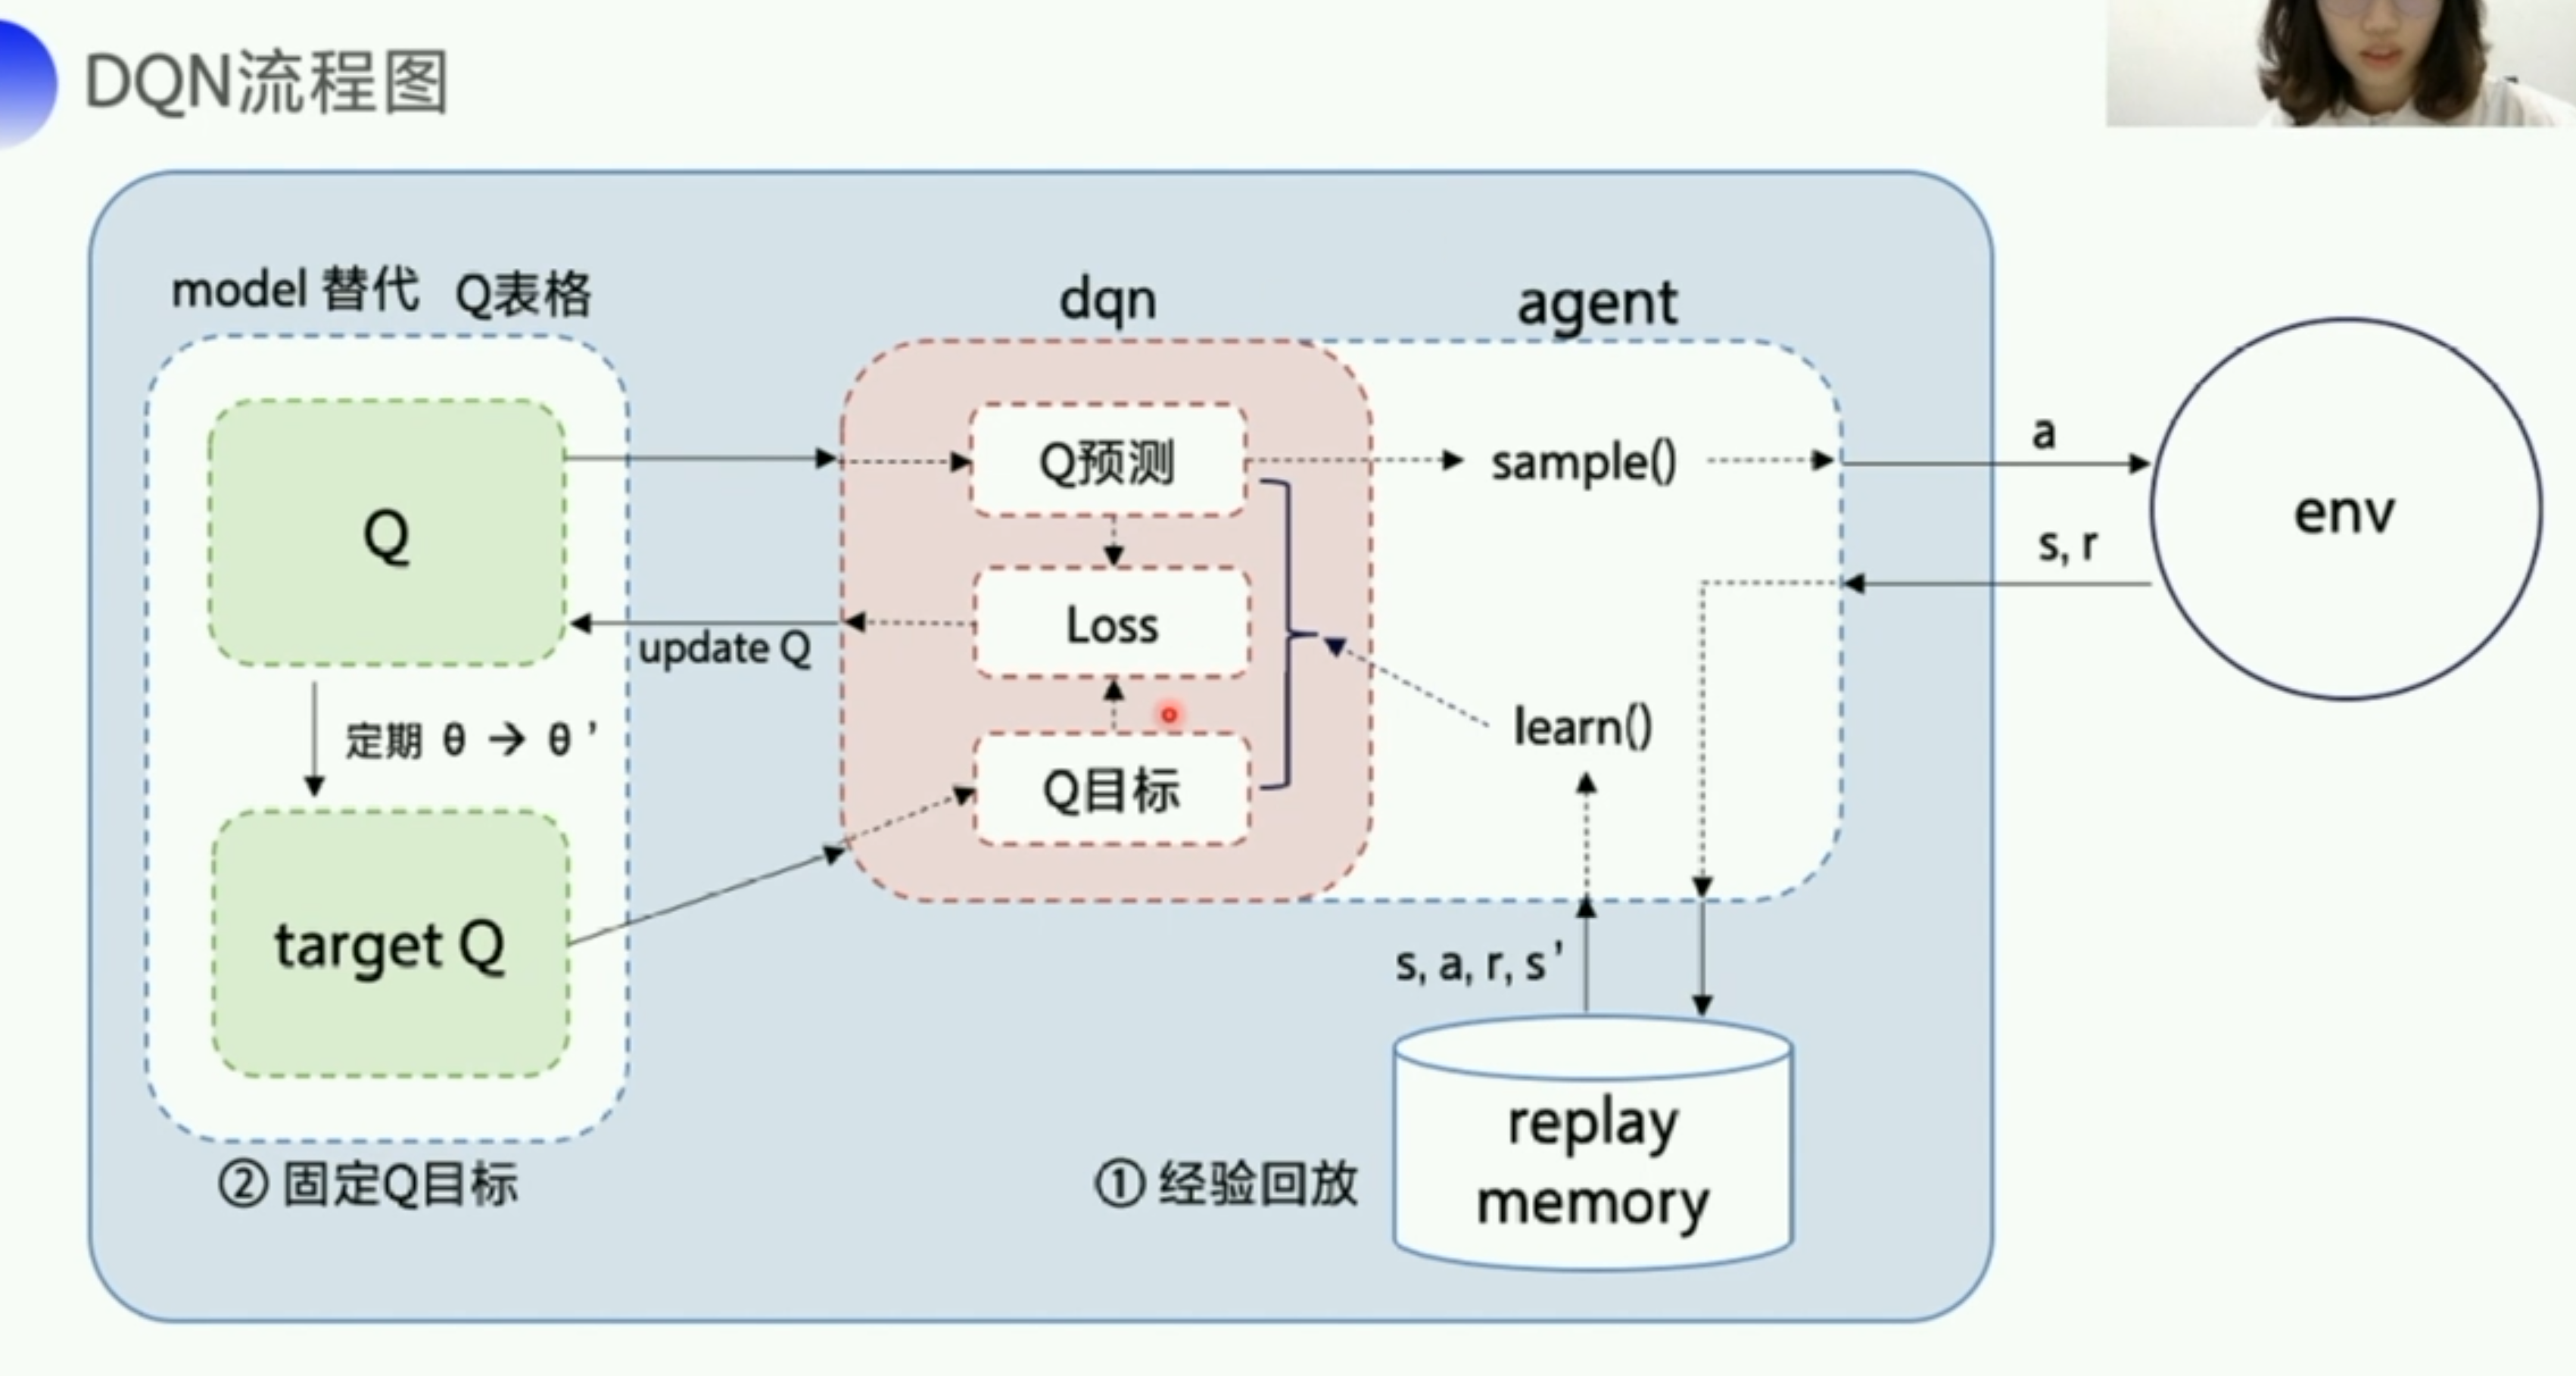 DQN流程图
model 替代 Q表格
dqn
agent
Q
Q预测
sample()
a
env
s, r
Loss
update Q
learn()
定期 θ → θ ’
Q目标
target Q
s, a, r, s ’
replay
memory
② 固定Q目标
① 经验回放